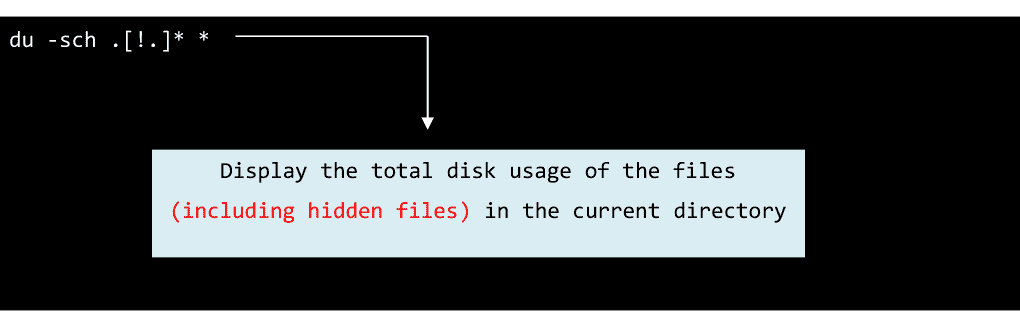 du -sch .[!.]* *
Display the total disk usage of the files
(including hidden files) in the current directory